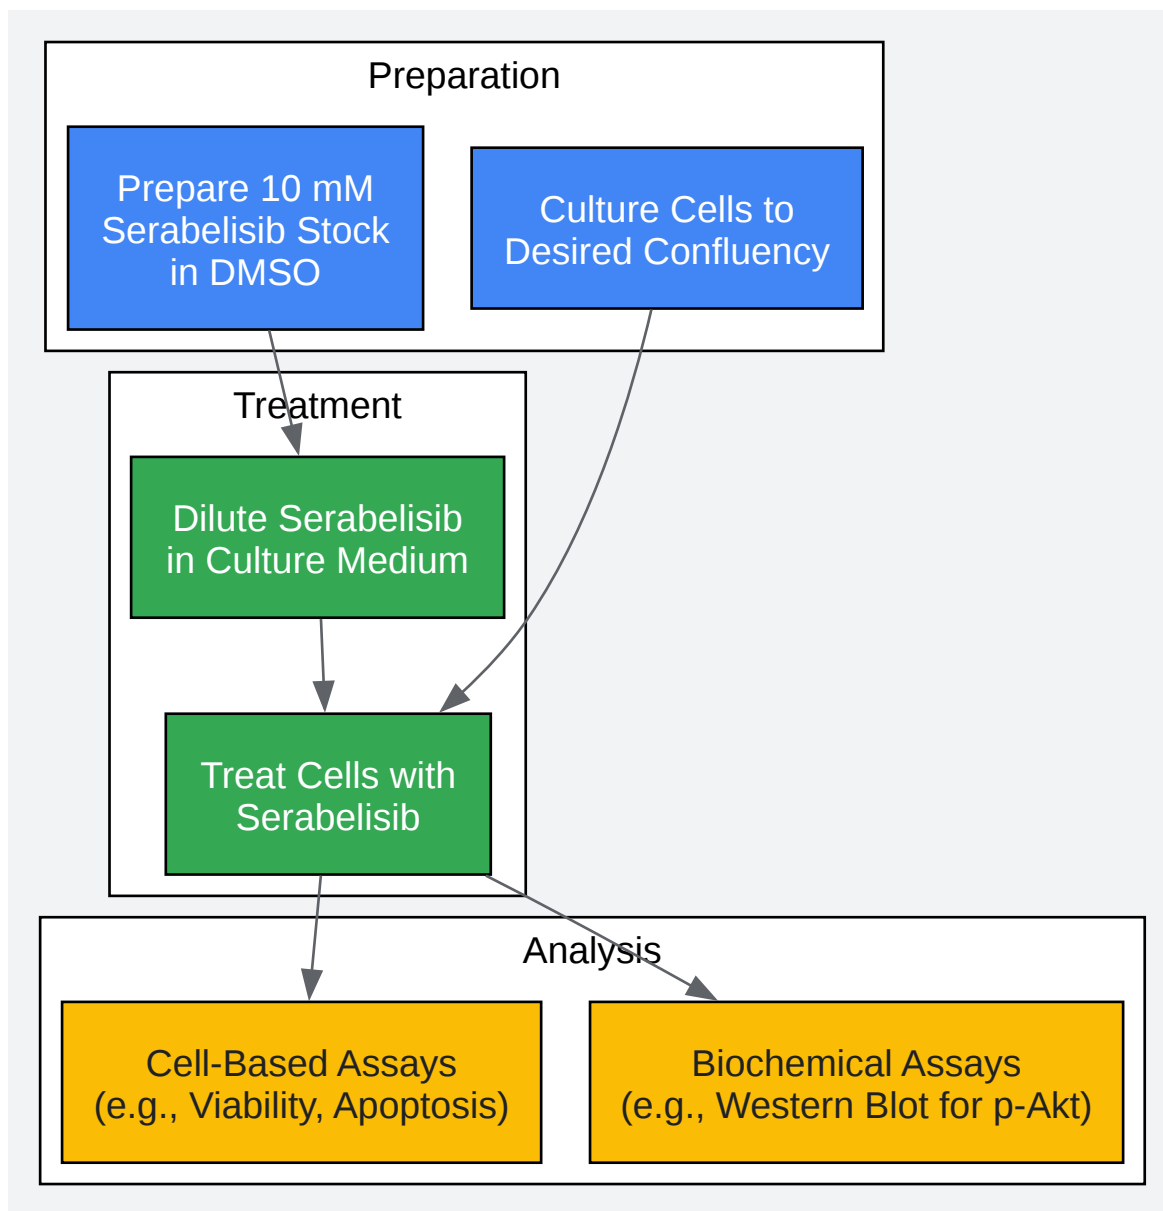 Preparation
Prepare 10 mM
Serabelisib Stock
in DMSO
Culture Cells to
Desired Confluency
Treatment
Dilute Serabelisib
in Culture Medium
Treat Cells with
Serabelisib
Analysis
Cell-Based Assays
(e.g., Viability, Apoptosis)
Biochemical Assays
(e.g., Western Blot for p-Akt)